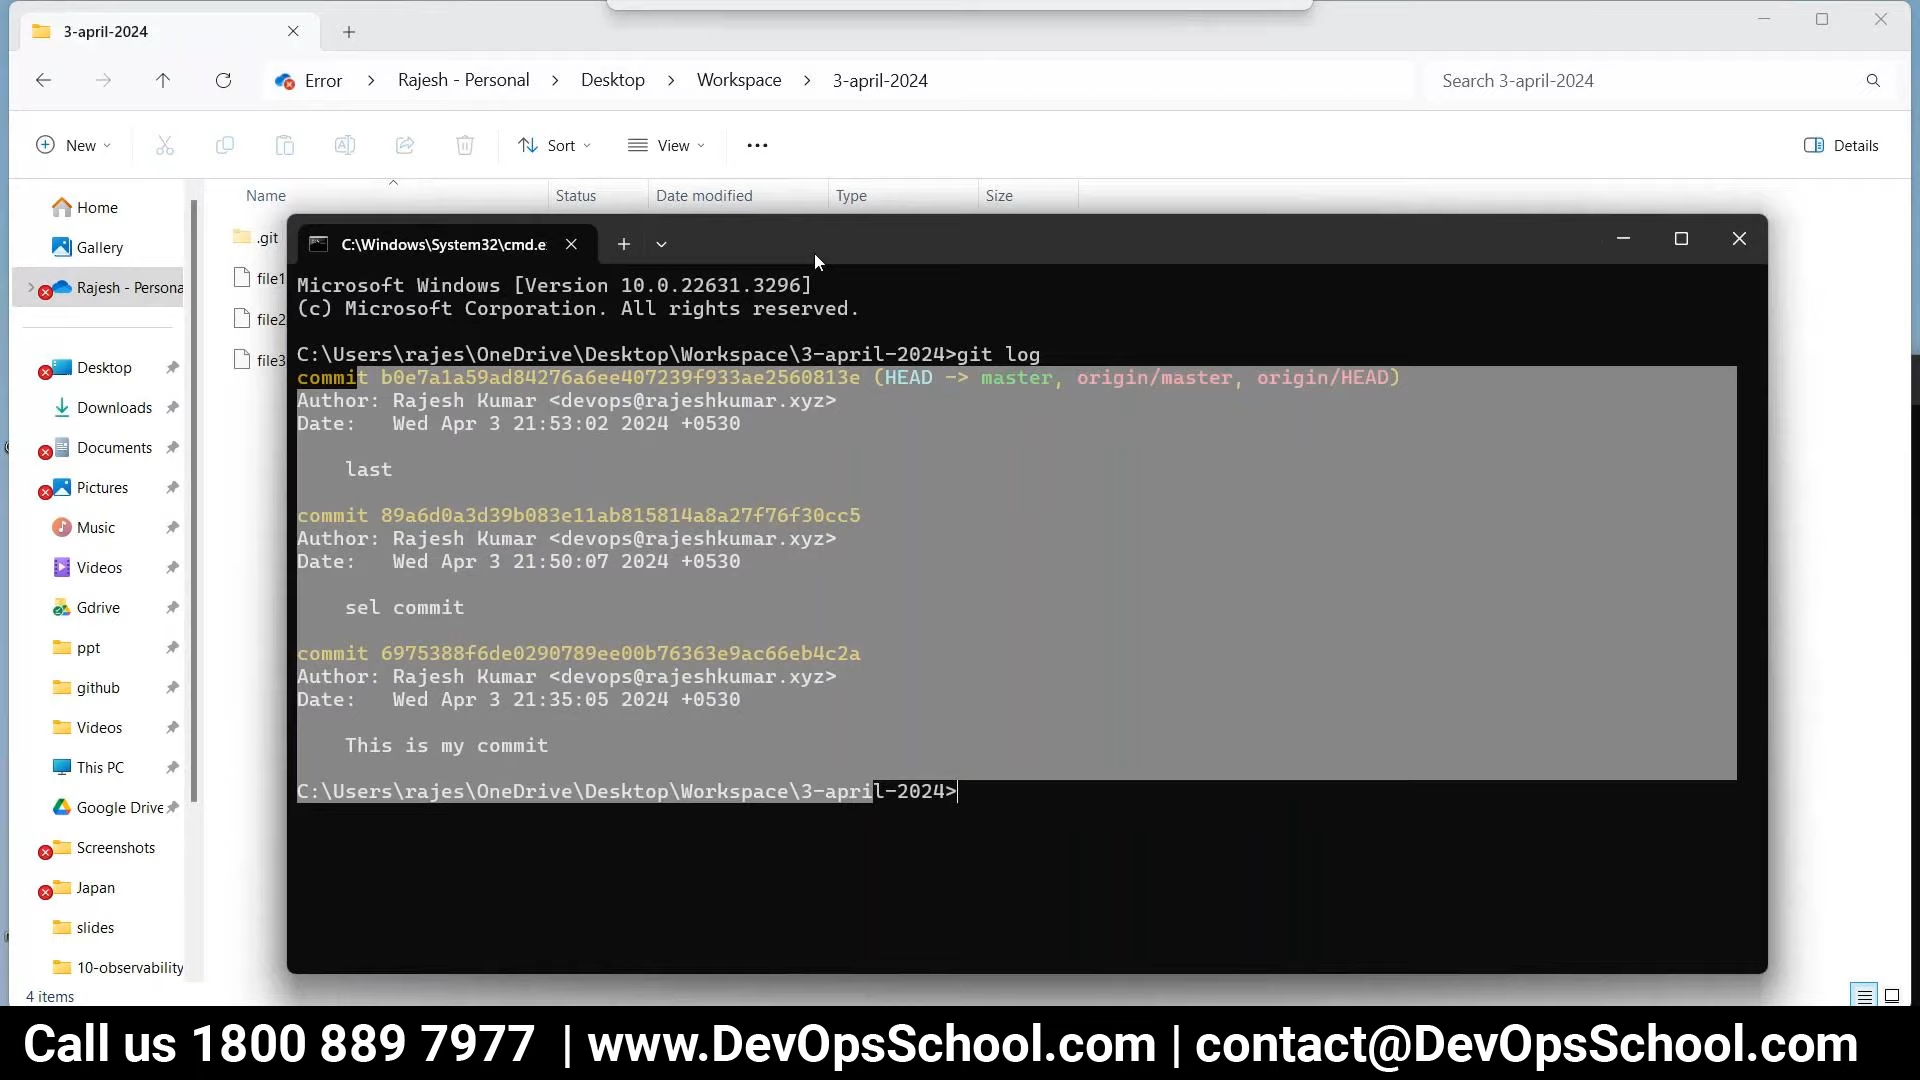 3-april-2024
Error > Rajesh - Personal > Desktop > Workspace > 3-april-2024
Search 3-april-2024
New
Sort
View
Details
Name
Status
Date modified
Type
Size
Home
Gallery
Rajesh - Persona
Desktop
Downloads
Documents
Pictures
Music
Videos
Gdrive
ppt
github
Videos
This PC
Google Drive
Screenshots
Japan
slides
10-observability
4 items
.git
file1
file2
file3
C:\Windows\System32\cmd.e
Microsoft Windows [Version 10.0.22631.3296]
(c) Microsoft Corporation. All rights reserved.
C:\Users\rajes\OneDrive\Desktop\Workspace\3-april-2024>git log
commit b0e7a1a59ad84276a6ee407239f933ae2560813e (HEAD -> master, origin/master, origin/HEAD)
Author: Rajesh Kumar <devops@rajeshkumar.xyz>
Date:   Wed Apr 3 21:53:02 2024 +0530
last
commit 89a6d0a3d39b083e11ab815814a8a27f76f30cc5
Author: Rajesh Kumar <devops@rajeshkumar.xyz>
Date:   Wed Apr 3 21:50:07 2024 +0530
sel commit
commit 6975388f6de0290789ee00b76363e9ac66eb4c2a
Author: Rajesh Kumar <devops@rajeshkumar.xyz>
Date:   Wed Apr 3 21:35:05 2024 +0530
This is my commit
C:\Users\rajes\OneDrive\Desktop\Workspace\3-april-2024>
Call us 1800 889 7977 | www.DevOpsSchool.com | contact@DevOpsSchool.com